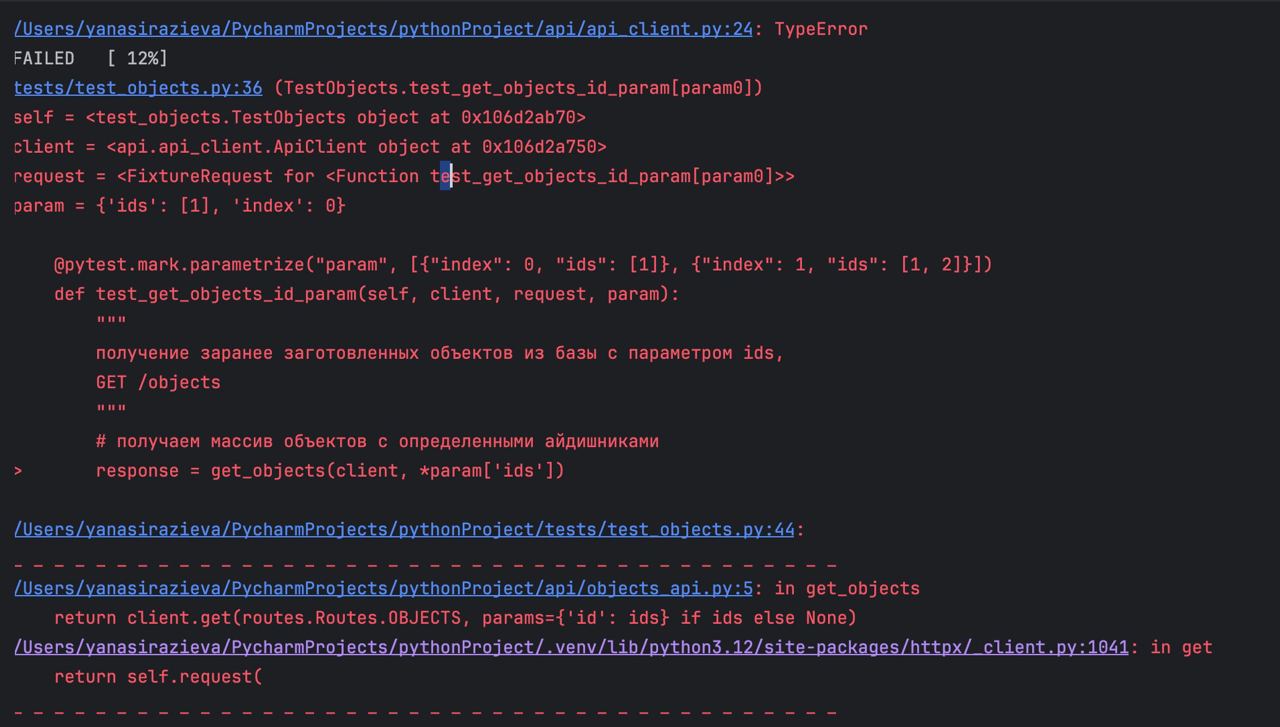 /Users/yanasirazieva/PycharmProjects/pythonProject/api/api_client.py:24: TypeError
FAILED [ 12%]
tests/test_objects.py:36 (TestObjects.test_get_objects_id_param[param0])
self = <test_objects.TestObjects object at 0x106d2ab70>
client = <api.api_client.ApiClient object at 0x106d2a750>
request = <FixtureRequest for <Function test_get_objects_id_param[param0]>>
param = {'ids': [1], 'index': 0}
@pytest.mark.parametrize("param", [{"index": 0, "ids": [1]}, {"index": 1, "ids": [1, 2]}])
def test_get_objects_id_param(self, client, request, param):
"""
получение заранее заготовленных объектов из базы с параметром ids,
GET /objects
"""
# получаем массив объектов с определенными айдишниками
> response = get_objects(client, *param['ids'])
/Users/yanasirazieva/PycharmProjects/pythonProject/tests/test_objects.py:44:
_ _ _ _ _ _ _ _ _ _ _ _ _ _ _ _ _ _ _ _ _ _ _ _ _ _ _ _ _ _ _ _ _ _ _ _ _ _ _ _
/Users/yanasirazieva/PycharmProjects/pythonProject/api/objects_api.py:5: in get_objects
return client.get(routes.Routes.OBJECTS, params={'id': ids} if ids else None)
/Users/yanasirazieva/PycharmProjects/pythonProject/.venv/lib/python3.12/site-packages/httpx/_client.py:1041: in get
return self.request(
_ _ _ _ _ _ _ _ _ _ _ _ _ _ _ _ _ _ _ _ _ _ _ _ _ _ _ _ _ _ _ _ _ _ _ _ _ _ _ _